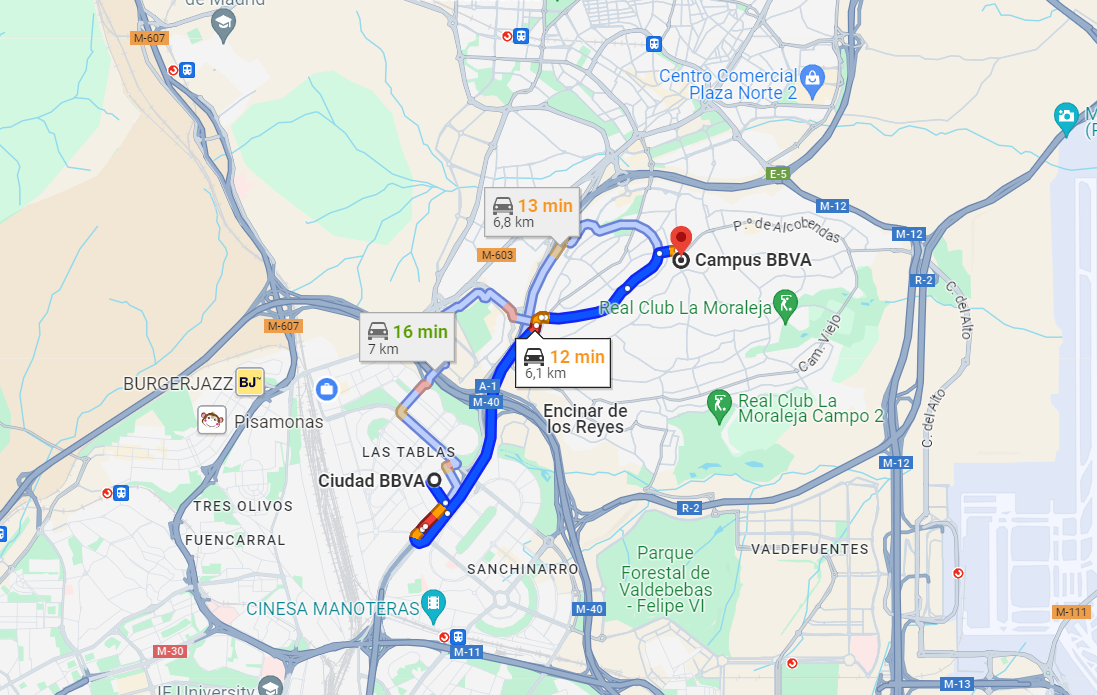 de Madrid
M-607
Centro Comercial
Plaza Norte 2
M
(F
E-5
13 min
6,8 km
M-12
P.º de Alcobendas
M-12
M-603
Campus BBVA
R-2
C. del Alto
Real Club La Moraleja
M-607
16 min
7 km
Cam. Viejo
12 min
6,1 km
BURGERJAZZ
BJ
A-1
M-40
Pisamonas
Encinar de
los Reyes
Real Club La
Moraleja Campo 2
C. del Alto
LAS TABLAS
M-12
Ciudad BBVA
TRES OLIVOS
R-2
FUENCARRAL
Parque
Forestal de
Valdebebas
- Felipe VI
VALDEFUENTES
SANCHINARRO
CINESA MANOTERAS
M-40
M-111
M-30
M-11
M-13
IE University